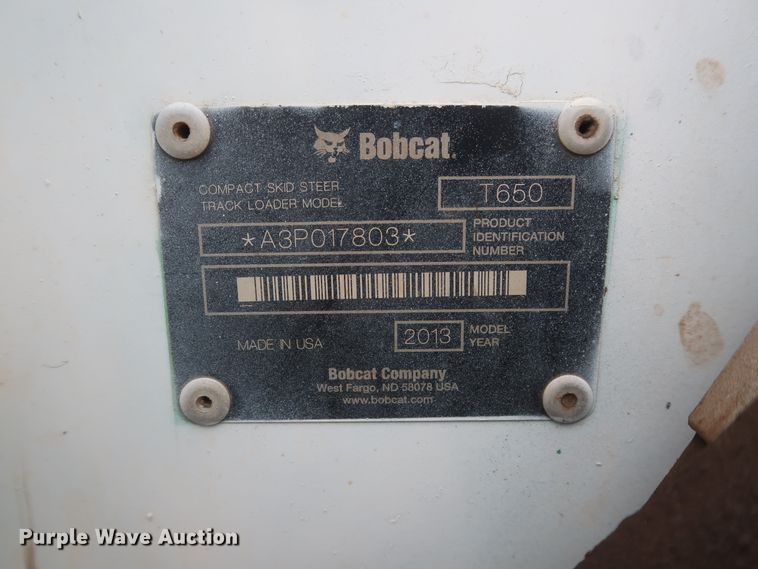 Bobcat
COMPACT SKID STEER
TRACK LOADER MODEL
T650
*A3P017803*
PRODUCT
IDENTIFICATION
NUMBER
MADE IN USA
2013
MODEL
YEAR
Bobcat Company
West Fargo, ND 58078 USA
www.bobcat.com
Purple Wave Auction